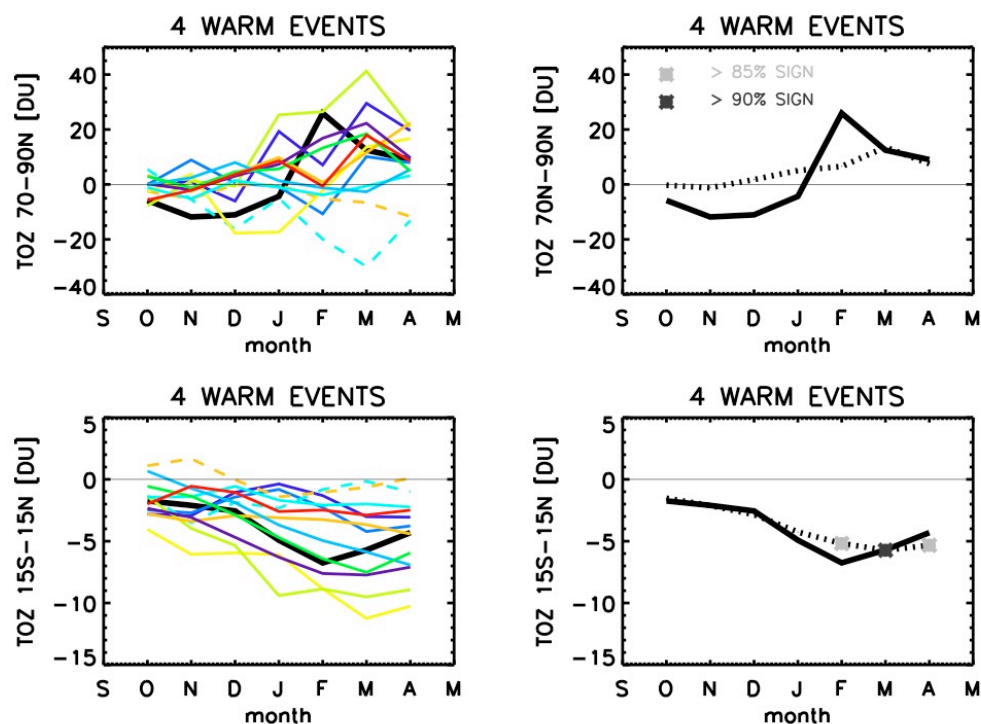 4 WARM EVENTS
TOZ 70-90N [DU]
40
20
0
-20
-40
S O N D J F M A M
month
4 WARM EVENTS
TOZ 70N-90N [DU]
40
20
0
-20
-40
> 85% SIGN
> 90% SIGN
S O N D J F M A M
month
4 WARM EVENTS
TOZ 15S-15N [DU]
5
0
-5
-10
-15
S O N D J F M A M
month
4 WARM EVENTS
TOZ 15S-15N [DU]
5
0
-5
-10
-15
S O N D J F M A M
month